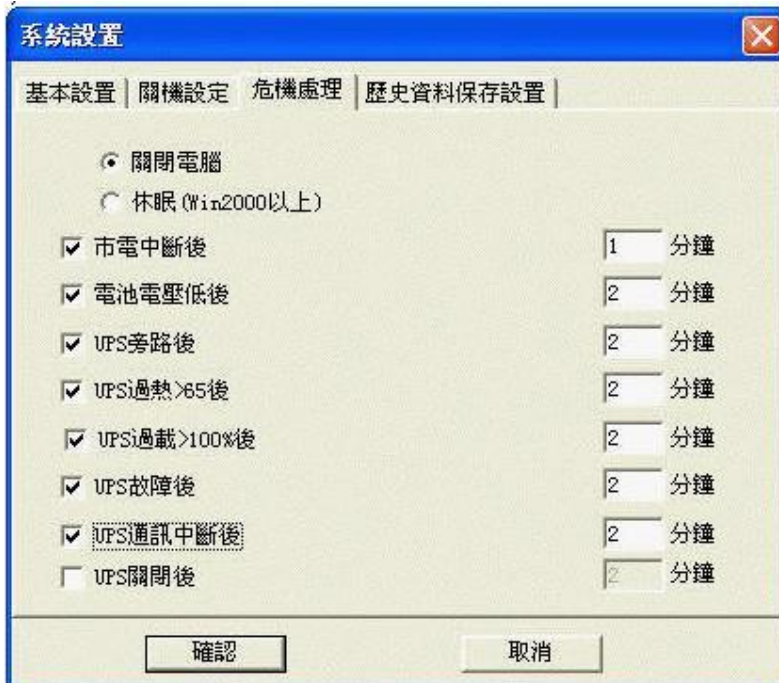 系統設置
基本設置 關機設定 危機處理 歷史資料保存設置
關閉電腦
休眠(Win2000以上)
市電中斷後 1 分鐘
電池電壓低後 2 分鐘
UPS旁路後 2 分鐘
UPS過熱>65後 2 分鐘
UPS過載>100%後 2 分鐘
UPS故障後 2 分鐘
UPS通訊中斷後 2 分鐘
UPS關閉後 2 分鐘
確認 取消